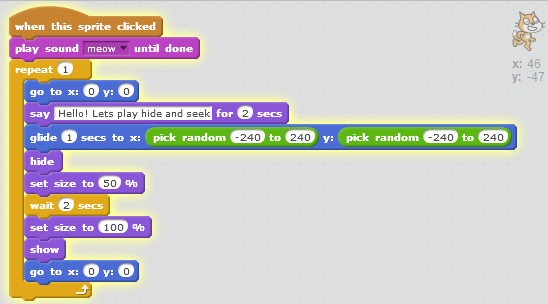 when this sprite clicked
play sound meow until done
repeat 1
go to x: 0 y: 0
say Hello! Lets play hide and seek for 2 secs
glide 1 secs to x: pick random -240 to 240 y: pick random -240 to 240
hide
set size to 50 %
wait 2 secs
set size to 100 %
show
go to x: 0 y: 0
x: 46
y: -47